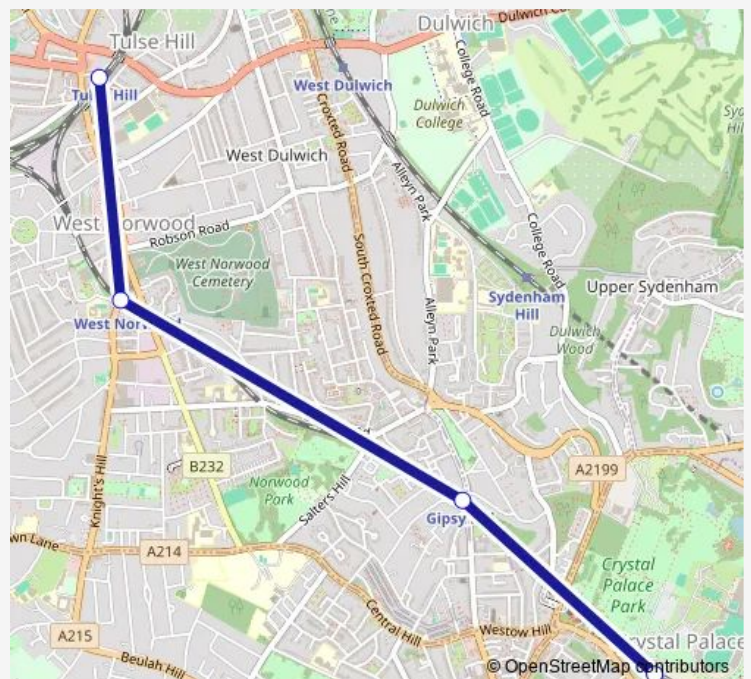 Dulwich
Tulse Hill
College Road
West Dulwich
Hill
Croxted Road
Dulwich
College
West Dulwich
Alleyn Park
West Norwood
Robson Road
College Road
South Croxted Road
West Norwood
Cemetery
Upper Sydenham
Sydenham
Hill
Alleyn Park
Dulwich
Wood
B232
A2199
Knight's Hill
Norwood
Park
Salters Hill
Gipsy
A214
Crystal
Palace
Park
Central Hill
Westow Hill
A215
Beulah Hill
© OpenStreetMap contributors